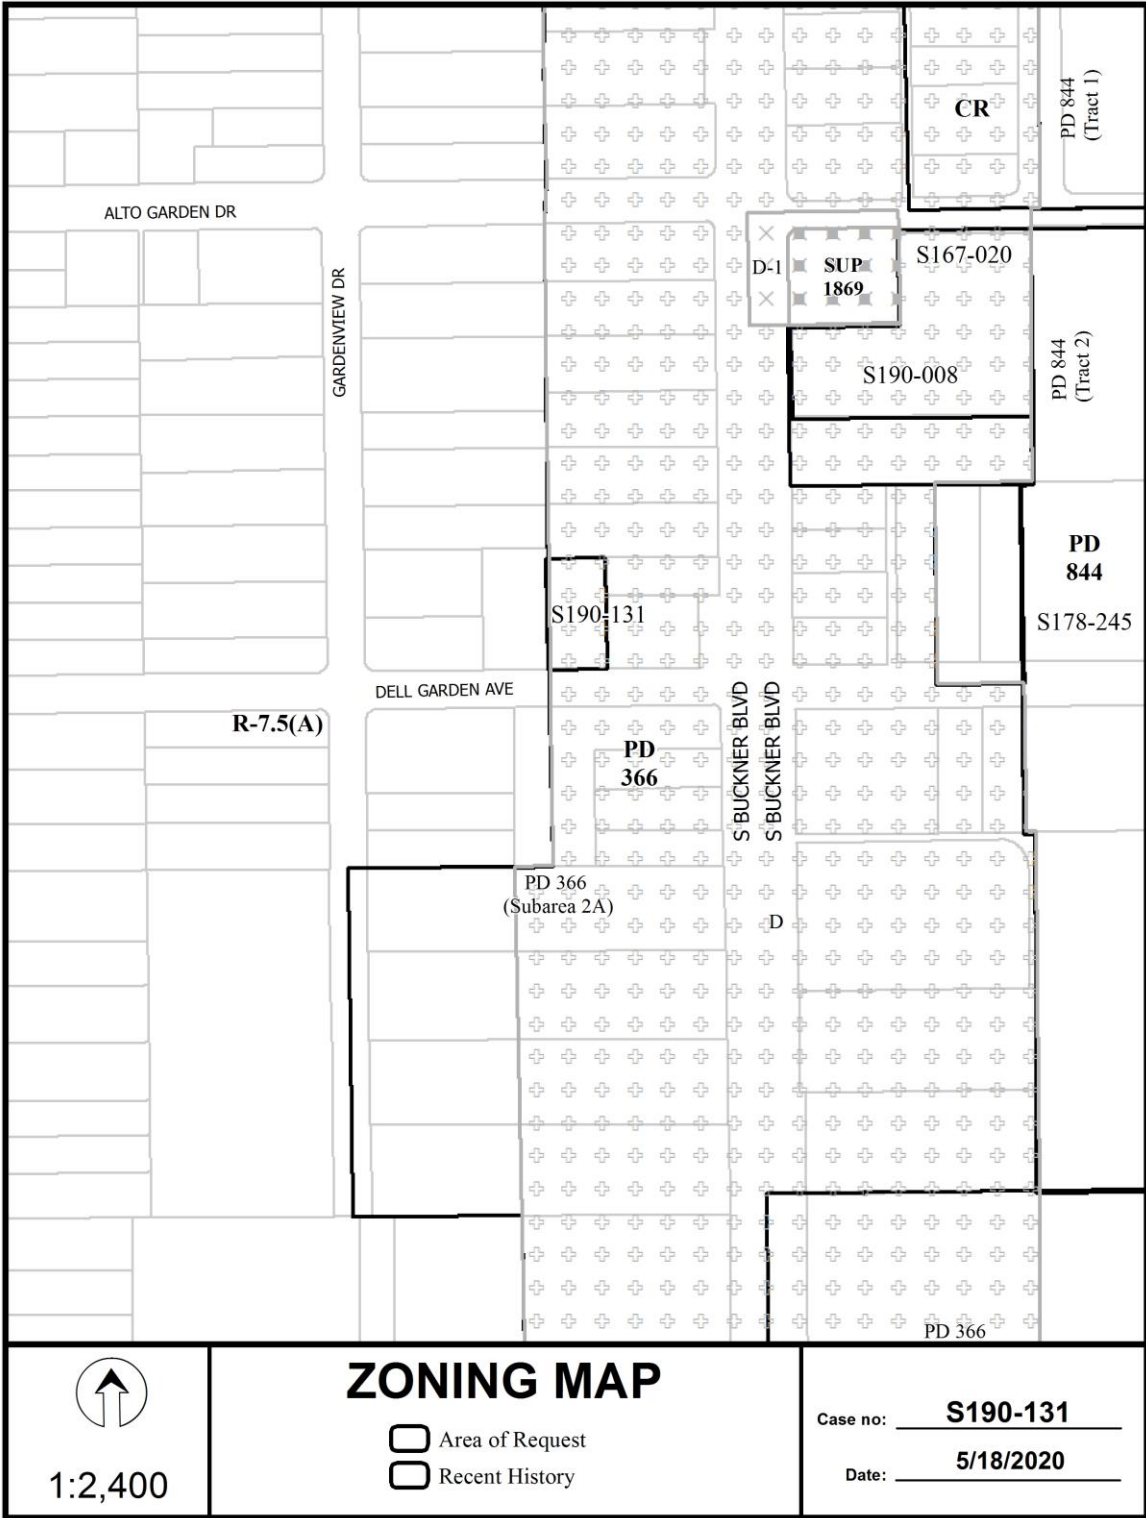 CR
PD 844
(Tract 1)
ALTO GARDEN DR
GARDENVIEW DR
D-1
SUP
1869
S167-020
S190-008
PD 844
(Tract 2)
PD
844
S178-245
S190-131
DELL GARDEN AVE
R-7.5(A)
PD
366
S BUCKNER BLVD
S BUCKNER BLVD
PD 366
(Subarea 2A)
D
PD 366
1:2,400
ZONING MAP
Area of Request
Recent History
Case no: S190-131
Date: 5/18/2020